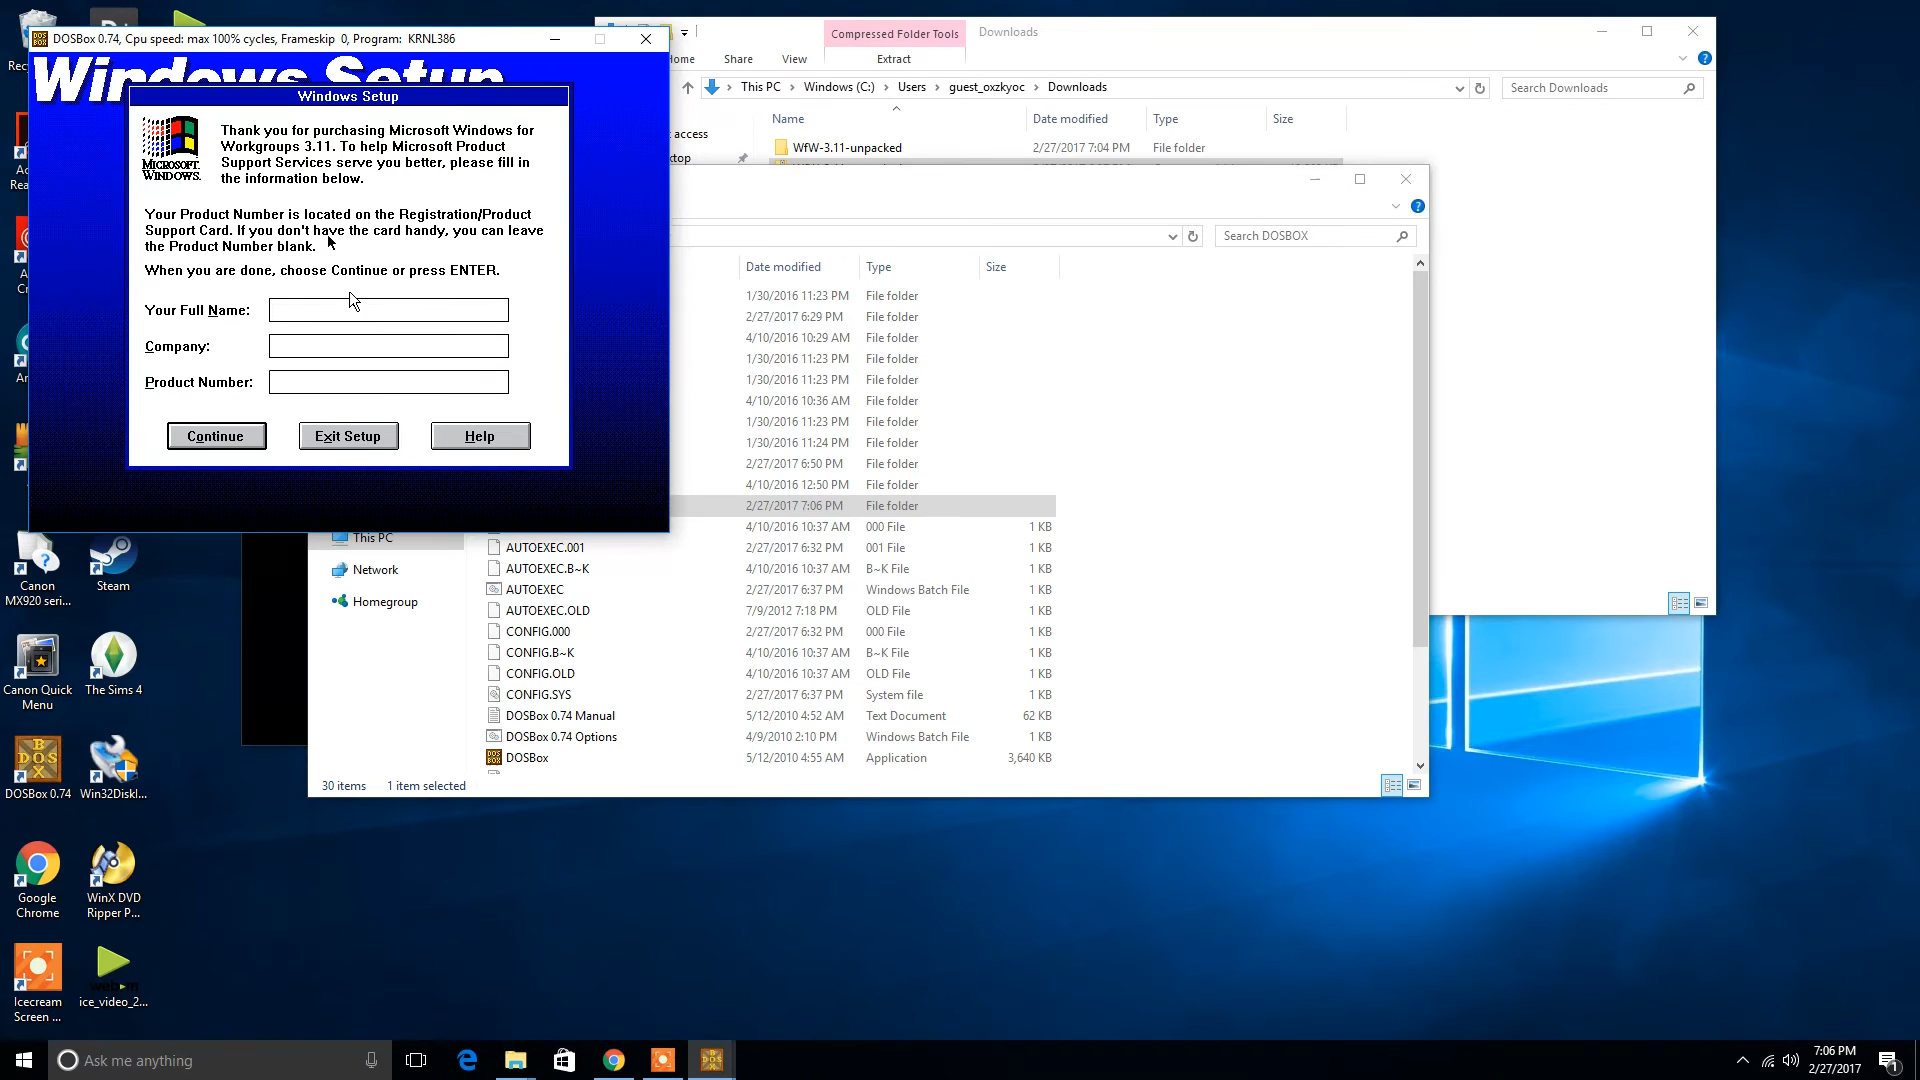 DOSBox 0.74, Cpu speed: max 100% cycles, Frameskip 0, Program: KRNL386
Windows Setup
Windows Setup
MICROSOFT.
WINDOWS.
Thank you for purchasing Microsoft Windows for
Workgroups 3.11. To help Microsoft Product
Support Services serve you better, please fill in
the information below.
Your Product Number is located on the Registration/Product
Support Card. If you don't have the card handy, you can leave
the Product Number blank.
When you are done, choose Continue or press ENTER.
Your Full Name:
Company:
Product Number:
Continue
Exit Setup
Help
Compressed Folder Tools
Downloads
Share
View
Extract
This PC
Windows (C:)
Users
guest_oxzkyoc
Downloads
Search Downloads
Name
Date modified
Type
Size
access
WfW-3.11-unpacked
2/27/2017 7:04 PM
File folder
Search DOSBOX
Date modified
Type
Size
1/30/2016 11:23 PM File folder
2/27/2017 6:29 PM File folder
4/10/2016 10:29 AM File folder
1/30/2016 11:23 PM File folder
1/30/2016 11:23 PM File folder
4/10/2016 10:36 AM File folder
1/30/2016 11:23 PM File folder
1/30/2016 11:24 PM File folder
2/27/2017 6:50 PM File folder
4/10/2016 12:50 PM File folder
2/27/2017 7:06 PM File folder
4/10/2016 10:37 AM 000 File 1 KB
AUTOEXEC.001 2/27/2017 6:32 PM 001 File 1 KB
AUTOEXEC.B~K 4/10/2016 10:37 AM B~K File 1 KB
AUTOEXEC 2/27/2017 6:37 PM Windows Batch File 1 KB
AUTOEXEC.OLD 7/9/2012 7:18 PM OLD File 1 KB
CONFIG.000 2/27/2017 6:32 PM 000 File 1 KB
CONFIG.B~K 4/10/2016 10:37 AM B~K File 1 KB
CONFIG.OLD 4/10/2016 10:37 AM OLD File 1 KB
CONFIG.SYS 2/27/2017 6:37 PM System file 1 KB
DOSBox 0.74 Manual 5/12/2010 4:52 AM Text Document 62 KB
DOSBox 0.74 Options 4/9/2010 2:10 PM Windows Batch File 1 KB
DOSBox 5/12/2010 4:55 AM Application 3,640 KB
This PC
Network
Homegroup
30 items
1 item selected
Canon
MX920 seri...
Steam
Canon Quick
Menu
The Sims 4
DOSBox 0.74
Win32DiskI...
Google
Chrome
WinX DVD
Ripper P...
Icecream
Screen ...
ice_video_2...
Ask me anything
7:06 PM
2/27/2017
1